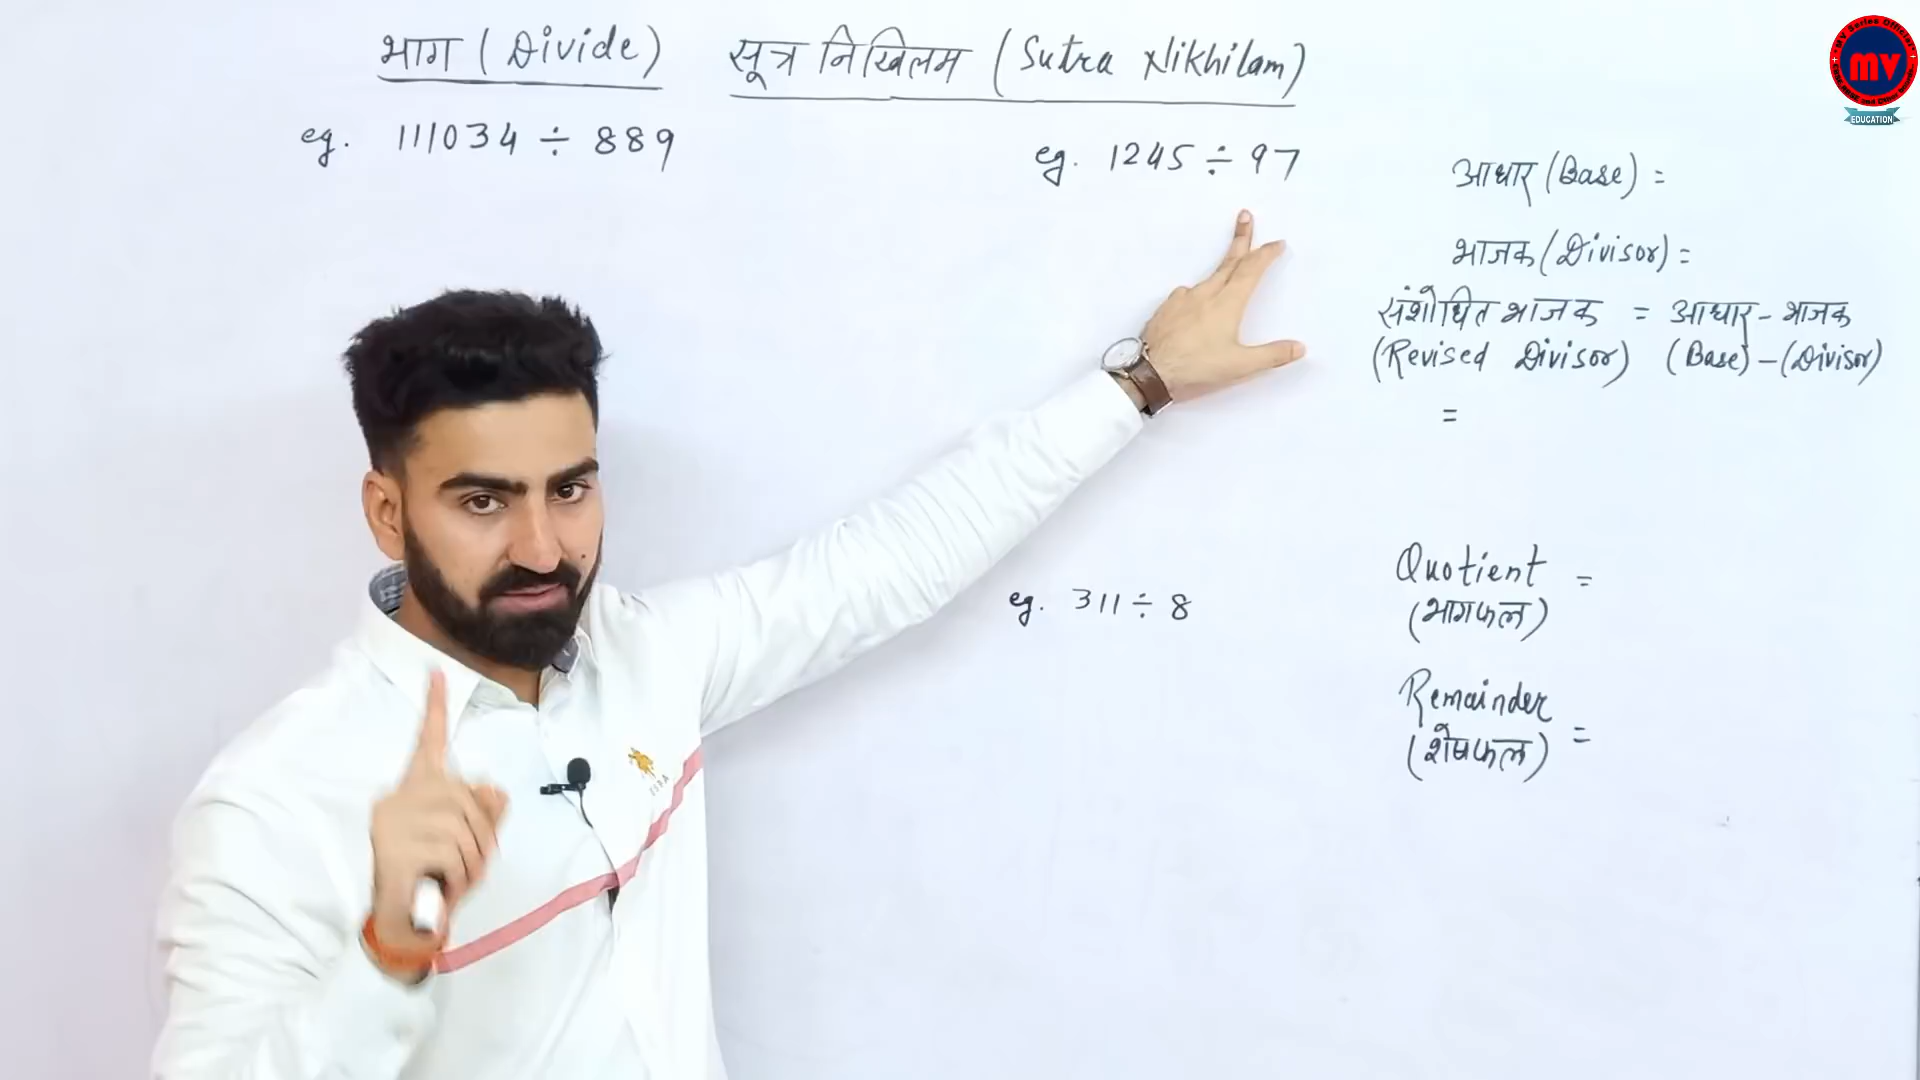 भाग (Divide) सूत्र निखिलम (Sutra Nikhilam)
eg. 111034 ÷ 889
eg. 1245 ÷ 97
आधार (Base) =
भाजक (Divisor) =
संशोधित भाजक = आधार - भाजक
(Revised Divisor) (Base) - (Divisor)
=
eg. 311 ÷ 8
Quotient =
(भागफल)
Remainder =
(शेषफल)
MV
EDUCATION